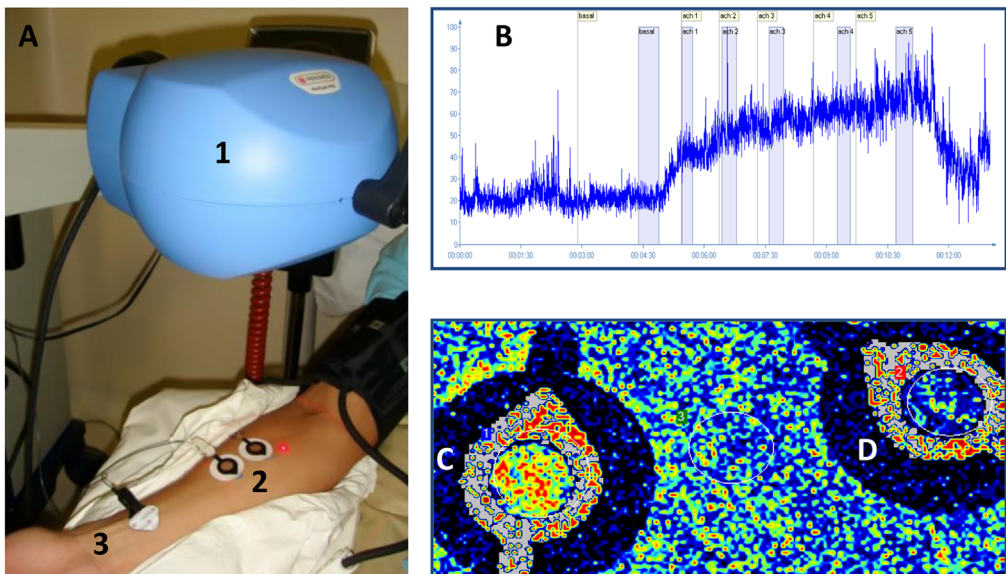 A
1
2
3
B
basal
ach 1
ach 2
ach 3
ach 4
ach 5
basal
ach 1
ach 2
ach 3
ach 4
ach 5
100
90
80
70
60
50
40
30
20
10
0
00:00:00
00:01:30
00:03:00
00:04:30
00:06:00
00:07:30
00:09:00
00:10:30
00:12:00
C
3
2
D